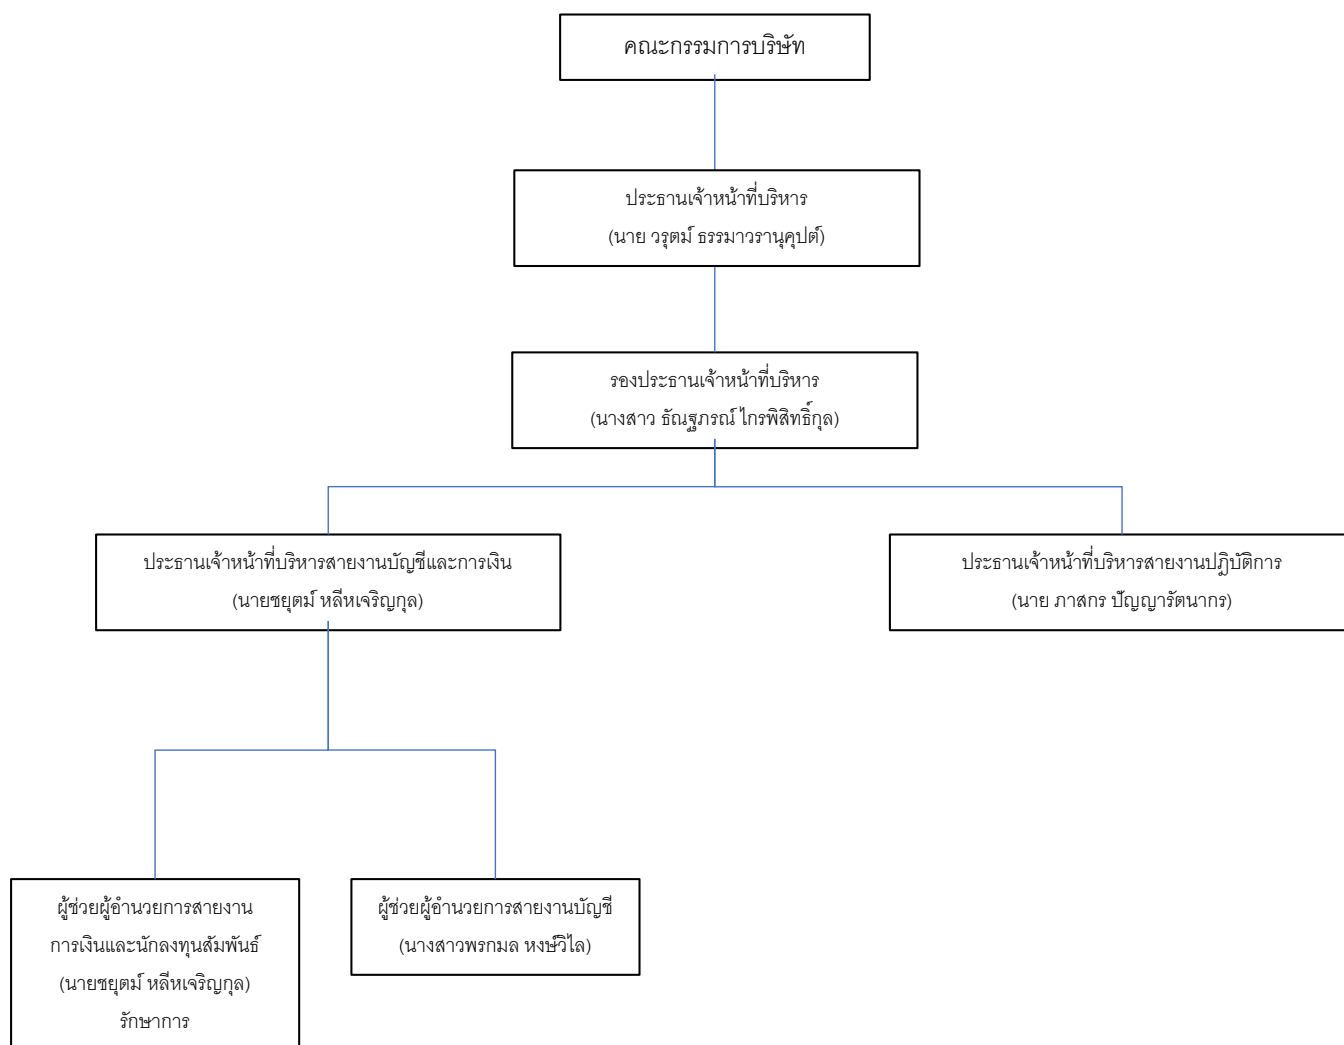 คณะกรรมการบริษัท
ประธานเจ้าหน้าที่บริหาร
(นาย วรุตม์ ธรรมาวรานุคุปต์)
รองประธานเจ้าหน้าที่บริหาร
(นางสาว ธัณฐภรณ์ ไกรพิสิทธิ์กุล)
ประธานเจ้าหน้าที่บริหารสายงานบัญชีและการเงิน
(นายชยุตม์ หลีหเจริญกุล)
ประธานเจ้าหน้าที่บริหารสายงานปฏิบัติการ
(นาย ภาสกร ปัญญารัตนากร)
ผู้ช่วยผู้อำนวยการสายงาน
การเงินและนักลงทุนสัมพันธ์
(นายชยุตม์ หลีหเจริญกุล)
รักษาการ
ผู้ช่วยผู้อำนวยการสายงานบัญชี
(นางสาวพรกมล หงษ์วิไล)